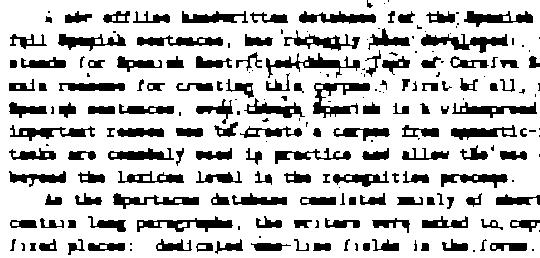 A new offline handwritten database for the Spanish
full Spanish sentences, has recently been developed:
stands for Spanish Restricted-domain Task of Cursive S
main reasons for creating this corpus. First of all,
Spanish sentences, even though Spanish is a widespread
important reason was to create a corpus from semantic-r
tasks are commonly used in practice and allow the use o
beyond the lexicon level in the recognition process.
As the Spartacus database consisted mainly of short
contain long paragraphs, the writers were asked to copy
fixed places: dedicated one-line fields in the forms.